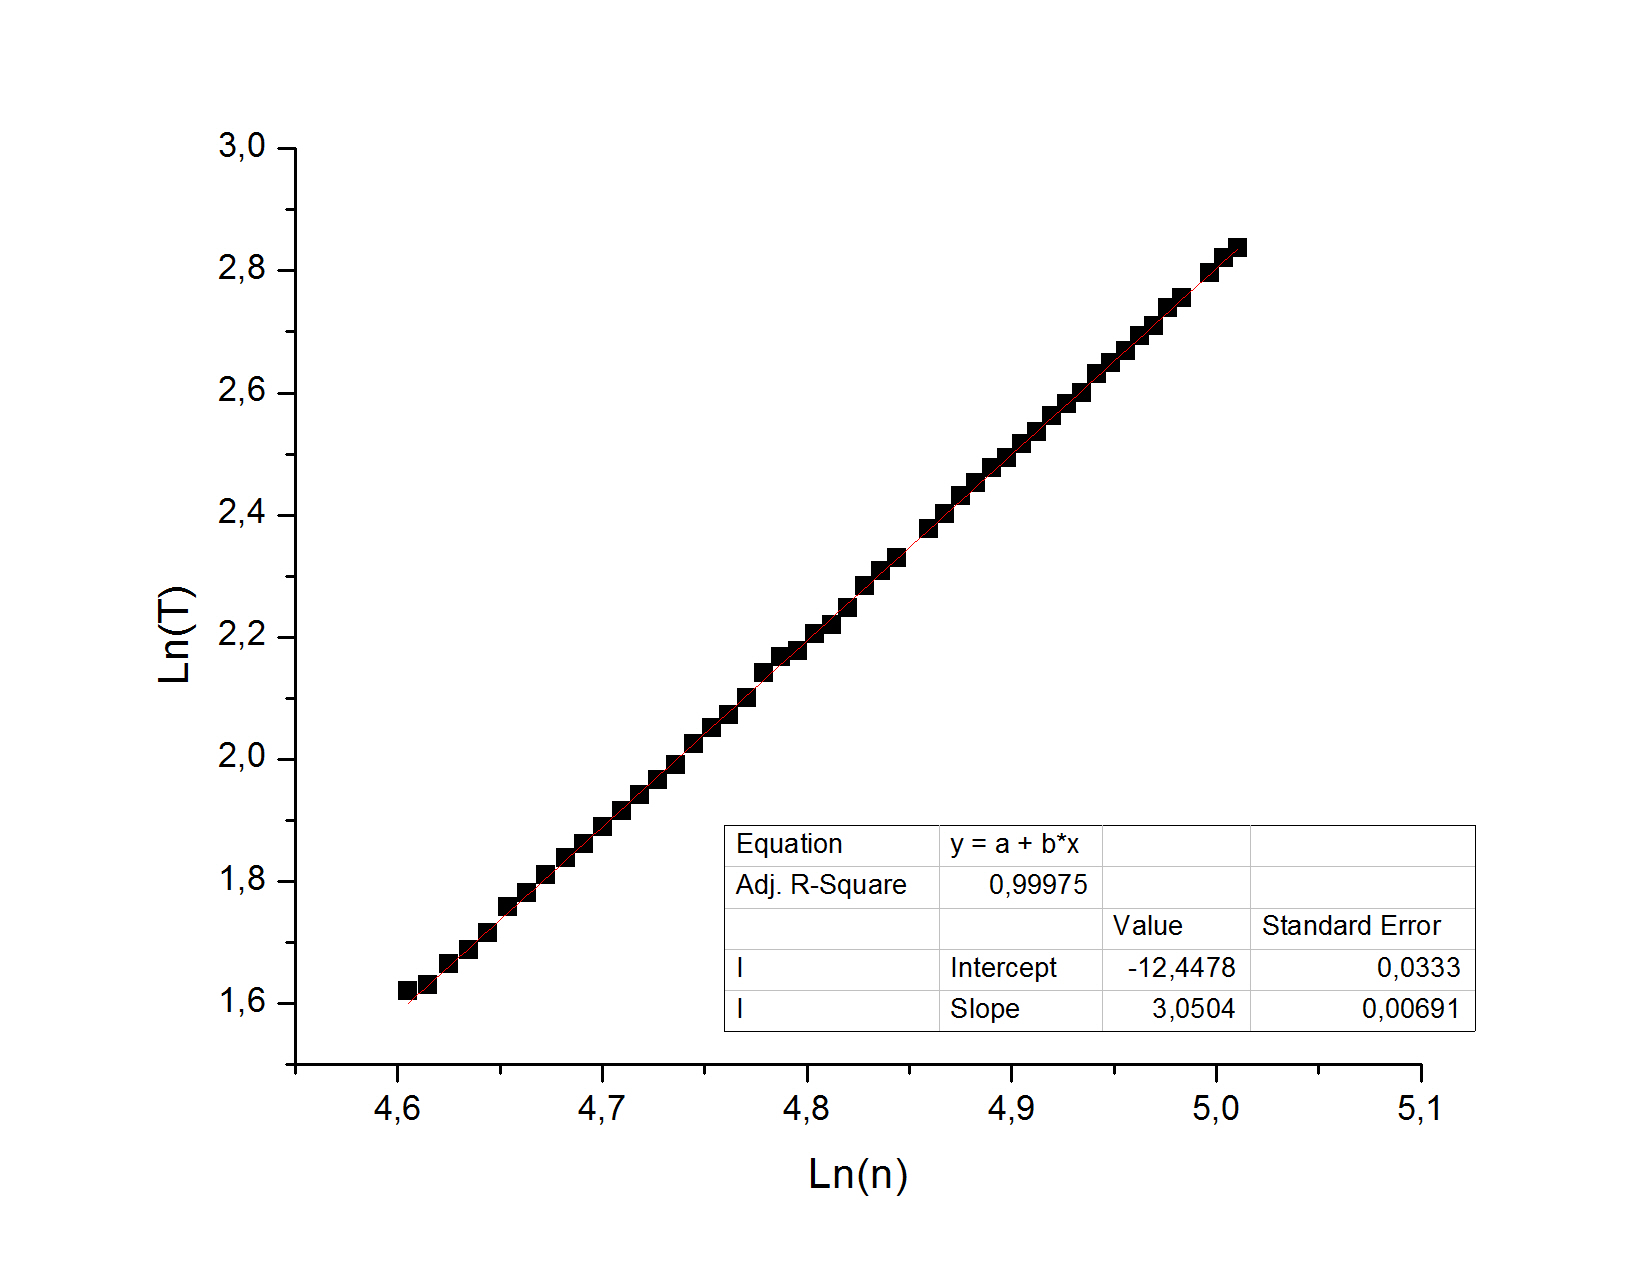 3,0
2,8
2,6
2,4
2,2
2,0
1,8
1,6
Ln(T)
Equation y = a + b*x
Adj. R-Square 0,99975
Value Standard Error
I Intercept -12,4478 0,0333
I Slope 3,0504 0,00691
4,6 4,7 4,8 4,9 5,0 5,1
Ln(n)